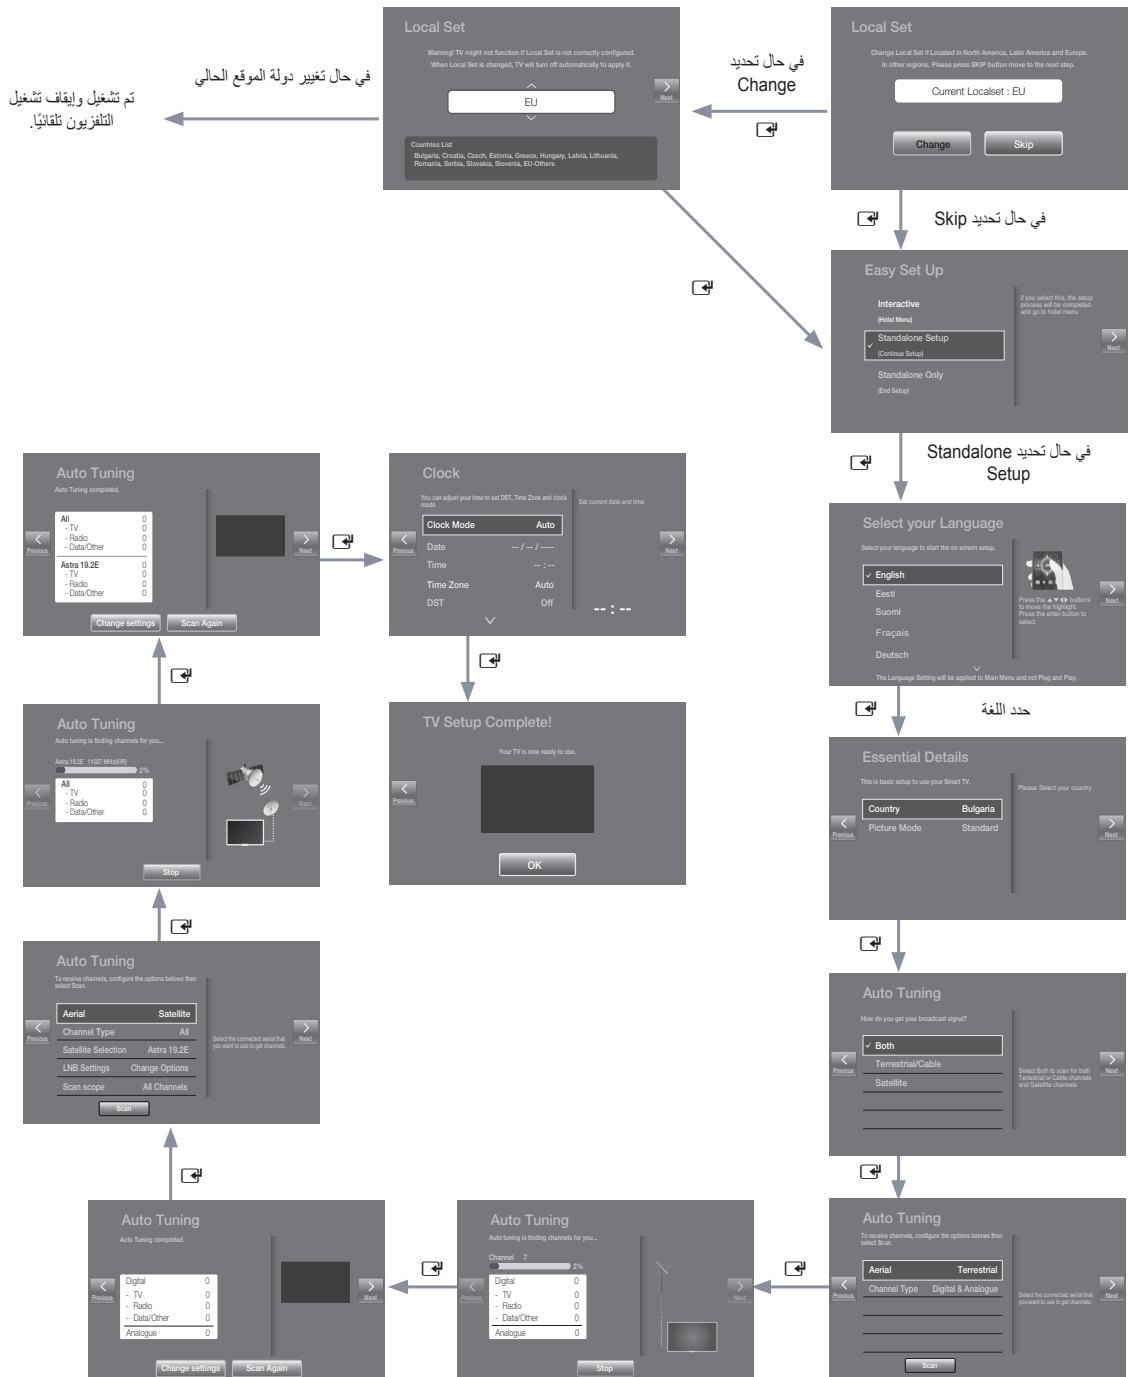 Local Set
Change Local Set if Located in North America, Latin America and Europe.
In other regions, Please press SKIP button move to the next step.
Current Localset : EU
Change
Skip
في حال تحديد
Change
Local Set
Warning! TV might not function if Local Set is not correctly configured.
When Local Set is changed, TV will turn off automatically to apply it.
EU
Next
Countries List
Bulgaria, Croatia, Czech, Estonia, Greece, Hungary, Latvia, Lithuania,
Romania, Serbia, Slovakia, Slovenia, EU-Others
في حال تغيير دولة الموقع الحالي
تم تشغيل وإيقاف تشغيل
التلفزيون تلقائيًا.
في حال تحديد Skip
Easy Set Up
Interactive
(Hotel Menu)
Standalone Setup
(Continue Setup)
Standalone Only
(End Setup)
If you select this, the setup
process will be completed
and go to hotel menu
Next
في حال تحديد Standalone
Setup
Select your Language
Select your language to start the on screen setup.
English
Eesti
Suomi
Fraçais
Deutsch
Press the ▲▼◀▶ buttons
to move the highlight.
Press the enter button to
select.
Next
The Language Setting will be applied to Main Menu and not Plug and Play.
حدد اللغة
Essential Details
This is basic setup to use your Smart TV.
Country Bulgaria
Picture Mode Standard
Please Select your country
Previous
Next
Auto Tuning
How do you get your broadcast signal?
Both
Terrestrial/Cable
Satellite
Select Both to scan for both
Terrestrial or Cable channels
and Satellite channels
Previous
Next
Auto Tuning
To receive channels, configure the options belows then
select Scan.
Aerial Terrestrial
Channel Type Digital & Analogue
Select the connected aerial that
you want to use to get channels.
Previous
Next
Scan
Auto Tuning
Auto tuning is finding channels for you...
Channel 7
2%
Digital 0
- TV 0
- Radio 0
- Data/Other 0
Analogue 0
Previous
Next
Stop
Auto Tuning
Auto Tuning completed.
Digital 0
- TV 0
- Radio 0
- Data/Other 0
Analogue 0
Previous
Next
Change settings
Scan Again
Auto Tuning
To receive channels, configure the options belows then
select Scan.
Aerial Satellite
Channel Type All
Satellite Selection Astra 19.2E
LNB Settings Change Options
Scan scope All Channels
Select the connected aerial that
you want to use to get channels.
Previous
Next
Scan
Auto Tuning
Auto tuning is finding channels for you...
Astra 19.2E 11027 MHz(V/R)
2%
All 0
- TV 0
- Radio 0
- Data/Other 0
Previous
Next
Stop
Auto Tuning
Auto Tuning completed.
All 0
- TV 0
- Radio 0
- Data/Other 0
Astra 19.2E 0
- TV 0
- Radio 0
- Data/Other 0
Previous
Next
Change settings
Scan Again
Clock
You can adjust your time to set DST, Time Zone and clock
mode
Clock Mode Auto
Date -- / -- / ----
Time -- : --
Time Zone Auto
DST Off
Set current date and time
-- : --
Previous
Next
TV Setup Complete!
Your TV is now ready to use.
Previous
OK